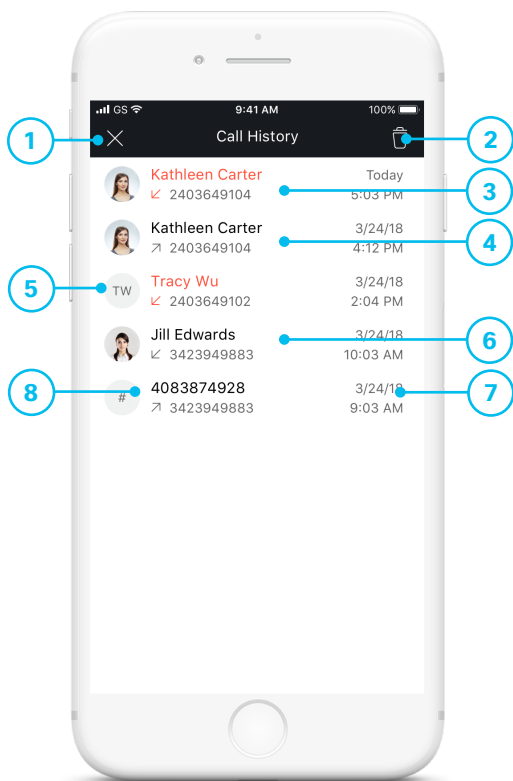 GS 9:41 AM 100%
1 Call History 2
Kathleen Carter Today
2403649104 5:03 PM 3
Kathleen Carter 3/24/18
2403649104 4:12 PM 4
5 TW Tracy Wu 3/24/18
2403649102 2:04 PM
Jill Edwards 3/24/18
3423949883 10:03 AM 6
8 # 4083874928 3/24/18 7
3423949883 9:03 AM